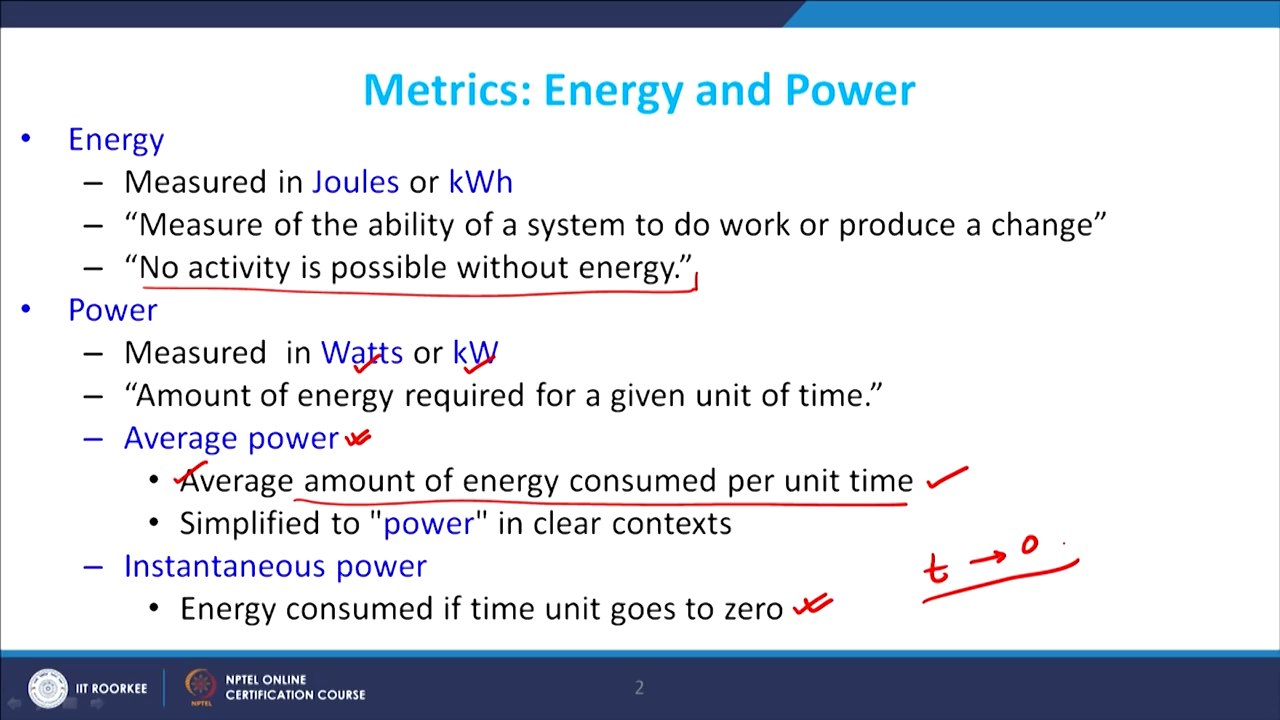 Metrics: Energy and Power
• Energy
– Measured in Joules or kWh
– “Measure of the ability of a system to do work or produce a change”
– “No activity is possible without energy.”
• Power
– Measured in Watts or kW
– “Amount of energy required for a given unit of time.”
– Average power
• Average amount of energy consumed per unit time
• Simplified to "power" in clear contexts
– Instantaneous power
t → 0
• Energy consumed if time unit goes to zero
IIT ROORKEE
NPTEL
NPTEL ONLINE
CERTIFICATION COURSE
2